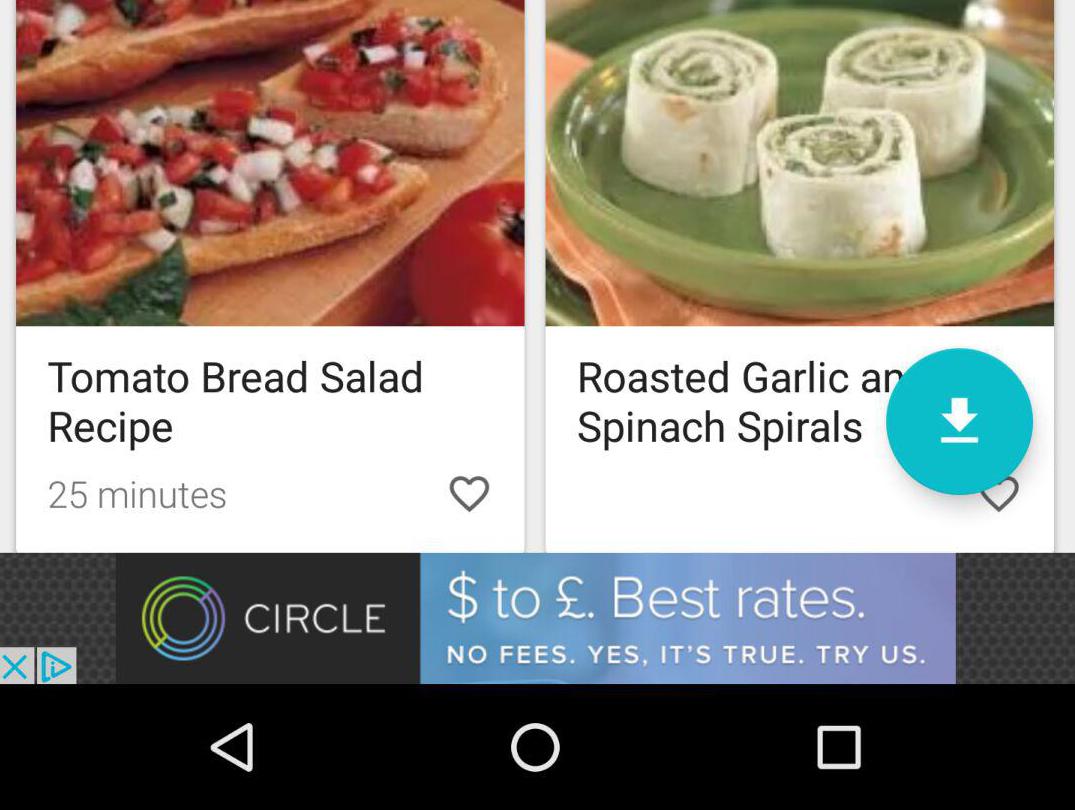 Tomato Bread Salad
Recipe
25 minutes
Roasted Garlic an
Spinach Spirals
CIRCLE
$ to £. Best rates.
NO FEES. YES, IT'S TRUE. TRY US.